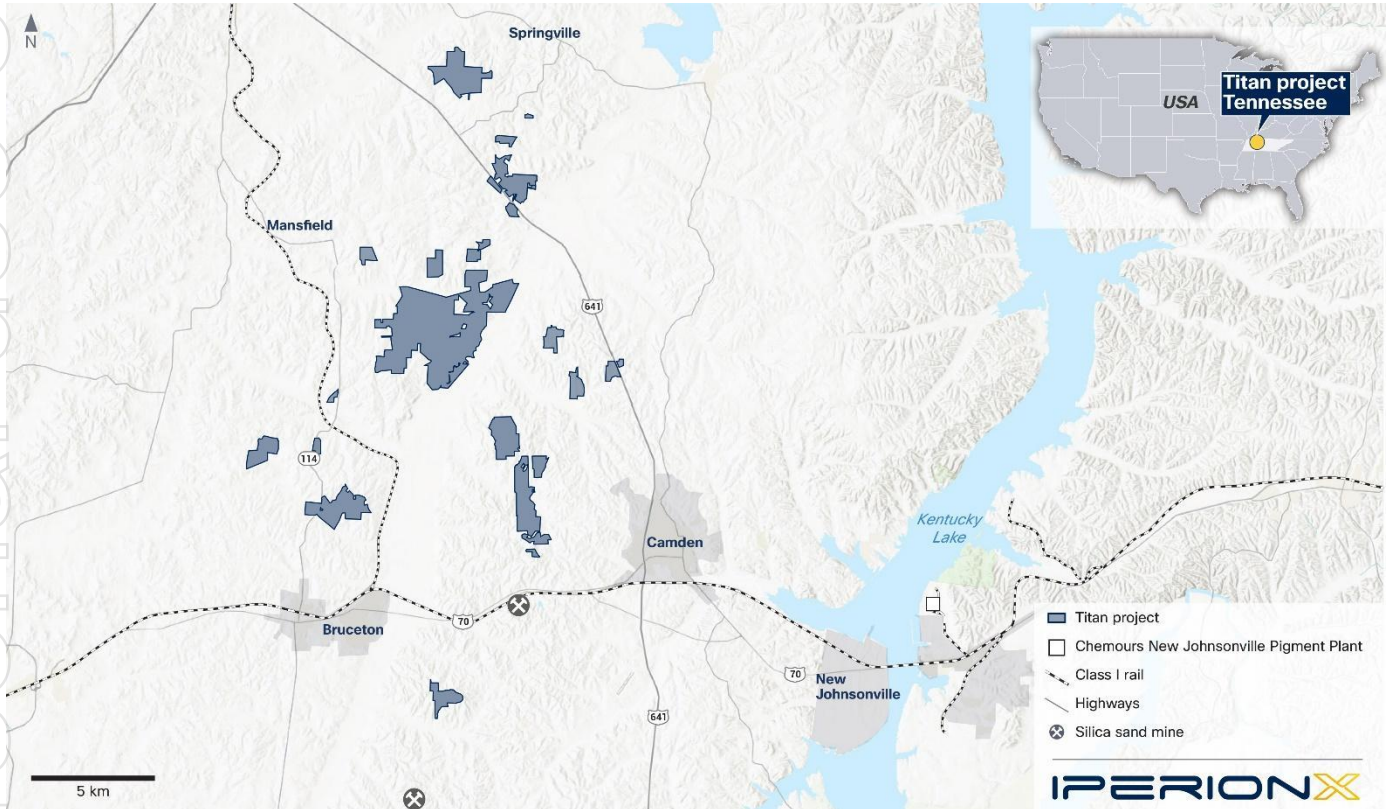 N
Springville
USA
Titan project
Tennessee
Mansfield
641
114
Kentucky
Lake
Camden
70
Bruceton
70
New
Johnsonville
641
Titan project
Chemours New Johnsonville Pigment Plant
Class I rail
Highways
Silica sand mine
5 km
IPERIONX